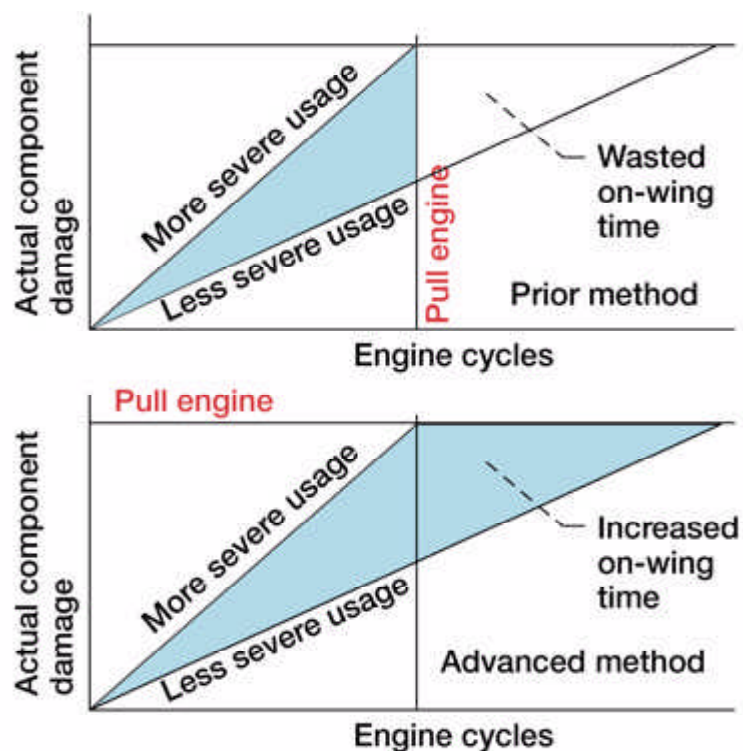 Actual component
damage
More severe usage
Less severe usage
Pull engine
Wasted
on-wing
time
Prior method
Engine cycles
Pull engine
Actual component
damage
More severe usage
Less severe usage
Increased
on-wing
time
Advanced method
Engine cycles